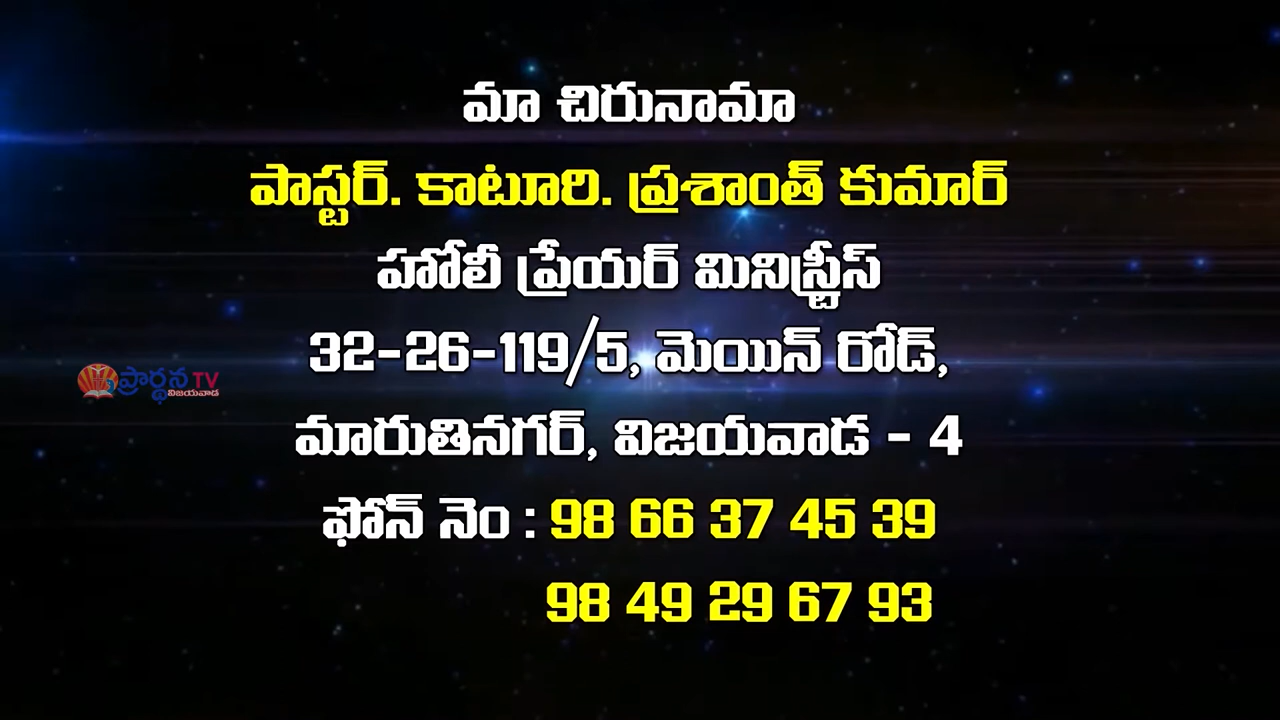 మా చిరునామా
పాస్టర్. కాటూరి. ప్రశాంత్ కుమార్
హోలీ ప్రేయర్ మినిస్ట్రీస్
32-26-119/5, మెయిన్ రోడ్,
మారుతినగర్, విజయవాడ - 4
ఫోన్ నెం : 98 66 37 45 39
98 49 29 67 93
ప్రార్థన TV
విజయవాడ